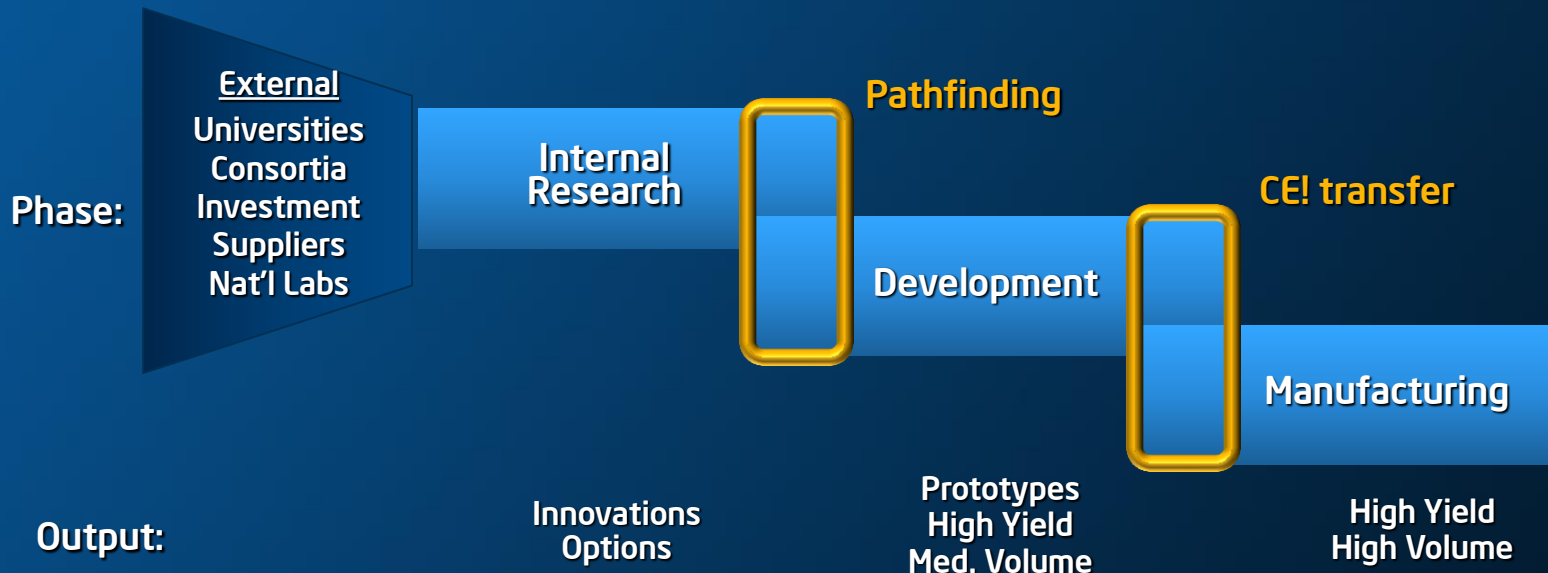 Phase:
External
Universities
Consortia
Investment
Suppliers
Nat'l Labs
Internal
Research
Pathfinding
Development
CE! transfer
Manufacturing
Output:
Innovations
Options
Prototypes
High Yield
Med. Volume
High Yield
High Volume